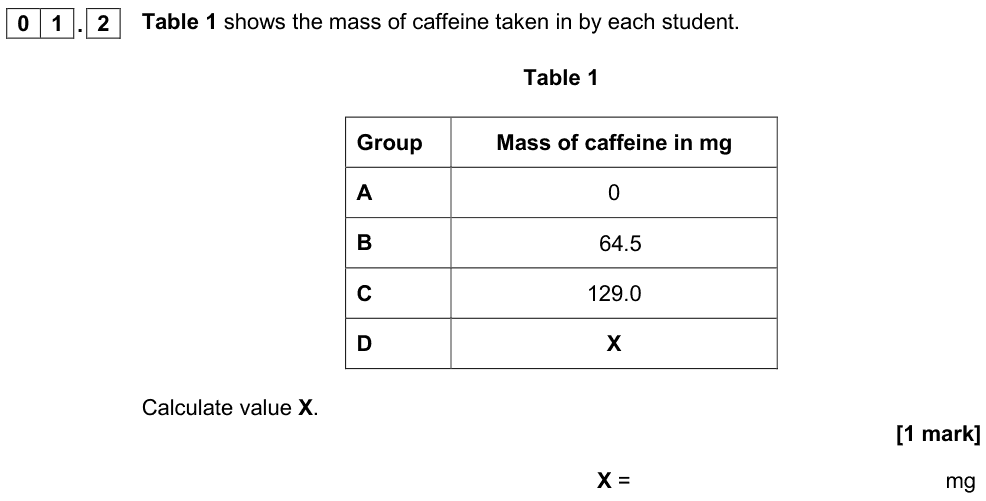 0 1 . 2 Table 1 shows the mass of caffeine taken in by each student.
Table 1
Group Mass of caffeine in mg
A 0
B 64.5
C 129.0
D X
Calculate value X.
[1 mark]
X = mg